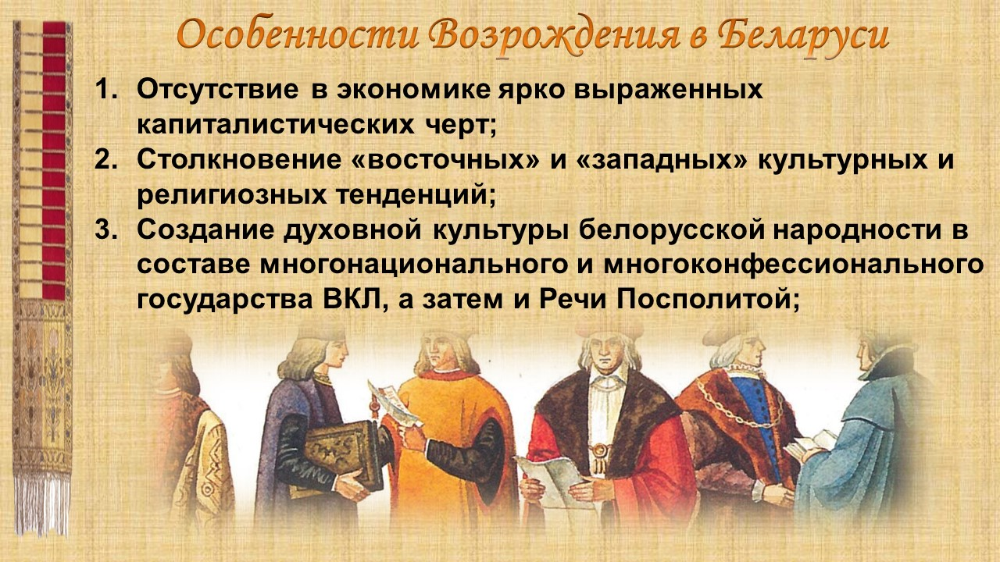 Особенности Возрождения в Беларуси
1. Отсутствие в экономике ярко выраженных
капиталистических черт;
2. Столкновение «восточных» и «западных» культурных и
религиозных тенденций;
3. Создание духовной культуры белорусской народности в
составе многонационального и многоконфессионального
государства ВКЛ, а затем и Речи Посполитой;